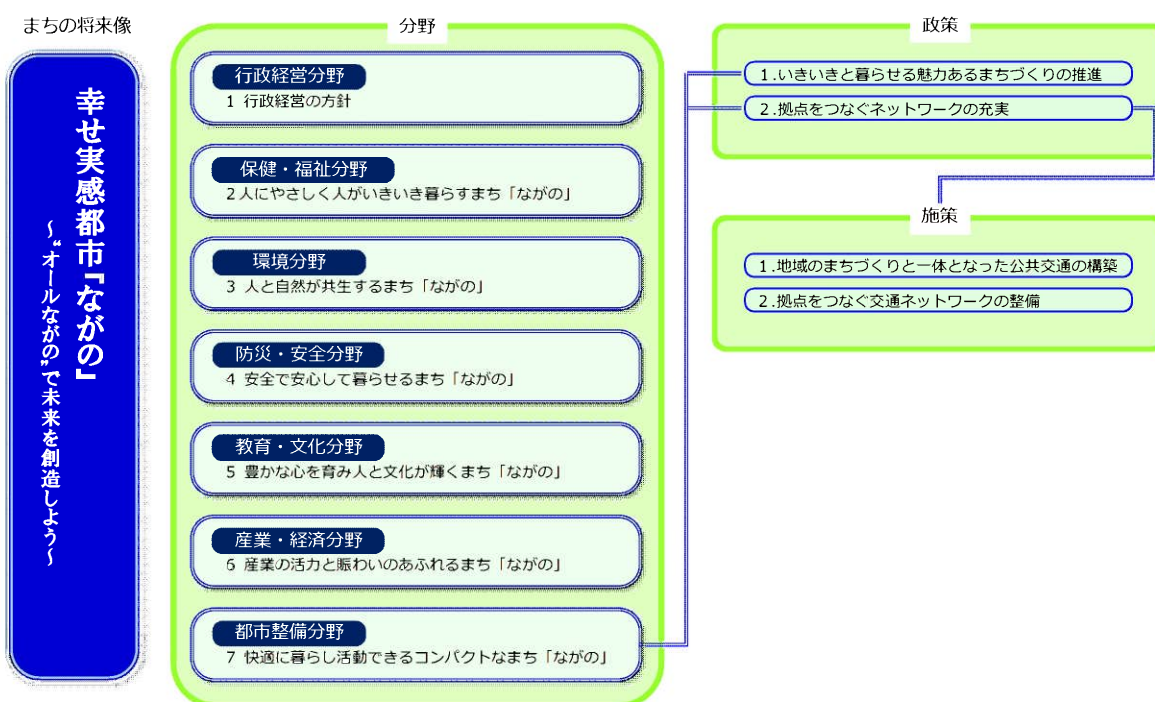 まちの将来像
幸せ実感都市「ながの」
～“オールながの”で未来を創造しよう～
分野
行政経営分野
1 行政経営の方針
保健・福祉分野
2人にやさしく人がいきいき暮らすまち「ながの」
環境分野
3 人と自然が共生するまち「ながの」
防災・安全分野
4 安全で安心して暮らせるまち「ながの」
教育・文化分野
5 豊かな心を育み人と文化が輝くまち「ながの」
産業・経済分野
6 産業の活力と賑わいのあふれるまち「ながの」
都市整備分野
7 快適に暮らし活動できるコンパクトなまち「ながの」
政策
1.いきいきと暮らせる魅力あるまちづくりの推進
2.拠点をつなぐネットワークの充実
施策
1.地域のまちづくりと一体となった公共交通の構築
2.拠点をつなぐ交通ネットワークの整備